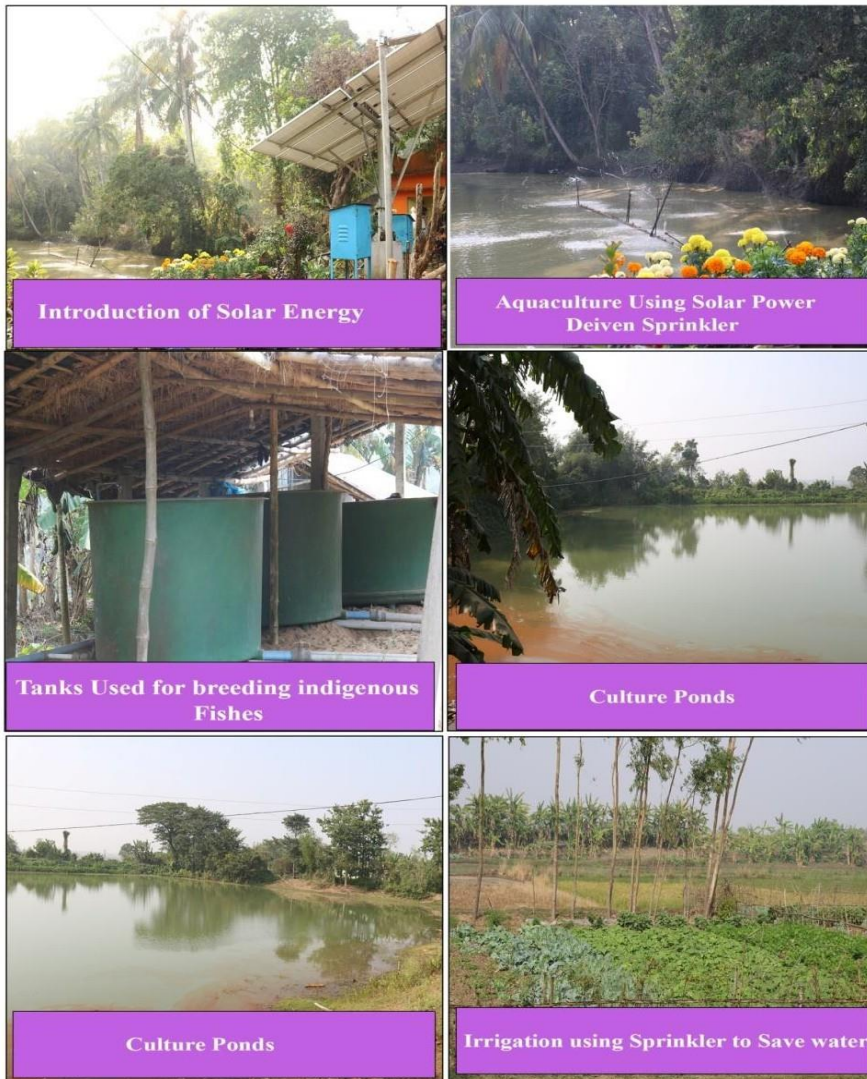 Introduction of Solar Energy
Aquaculture Using Solar Power
Deiven Sprinkler
Tanks Used for breeding indigenous
Fishes
Culture Ponds
Culture Ponds
Irrigation using Sprinkler to Save water